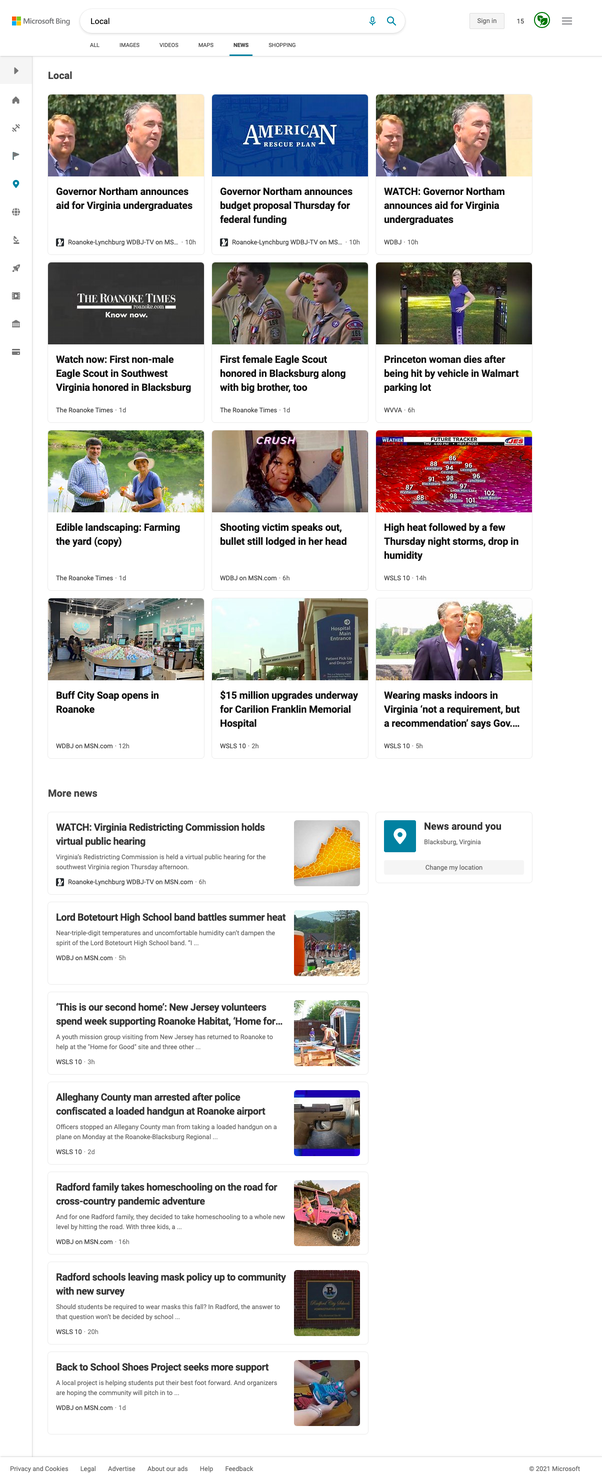 Microsoft Bing
Local
Sign in
15
ALL
IMAGES
VIDEOS
MAPS
NEWS
SHOPPING
Local
AMERICAN
RESCUE PLAN
Governor Northam announces
aid for Virginia undergraduates
Roanoke-Lynchburg WDBJ-TV on MS... · 10h
Governor Northam announces
budget proposal Thursday for
federal funding
Roanoke-Lynchburg WDBJ-TV on MS... · 10h
WATCH: Governor Northam
announces aid for Virginia
undergraduates
WDBJ · 10h
THE ROANOKE TIMES
roanoke.com
Know now.
Watch now: First non-male
Eagle Scout in Southwest
Virginia honored in Blacksburg
The Roanoke Times · 1d
First female Eagle Scout
honored in Blacksburg along
with big brother, too
The Roanoke Times · 1d
Princeton woman dies after
being hit by vehicle in Walmart
parking lot
WVVA · 6h
CRUSH
WEATHER
FUTURE TRACKER
Edible landscaping: Farming
the yard (copy)
The Roanoke Times · 1d
Shooting victim speaks out,
bullet still lodged in her head
WDBJ on MSN.com · 6h
High heat followed by a few
Thursday night storms, drop in
humidity
WSLS 10 · 14h
Hospital
Main
Entrance
Buff City Soap opens in
Roanoke
WDBJ on MSN.com · 12h
$15 million upgrades underway
for Carilion Franklin Memorial
Hospital
WSLS 10 · 2h
Wearing masks indoors in
Virginia ‘not a requirement, but
a recommendation’ says Gov....
WSLS 10 · 5h
More news
WATCH: Virginia Redistricting Commission holds
virtual public hearing
Virginia's Redistricting Commission is held a virtual public hearing for the
southwest Virginia region Thursday afternoon.
Roanoke-Lynchburg WDBJ-TV on MSN.com · 6h
News around you
Blacksburg, Virginia
Change my location
Lord Botetourt High School band battles summer heat
Near-triple-digit temperatures and uncomfortable humidity can't dampen the
spirit of the Lord Botetourt High School band. "I ...
WDBJ on MSN.com · 5h
‘This is our second home’: New Jersey volunteers
spend week supporting Roanoke Habitat, ‘Home for...
A youth mission group visiting from New Jersey has returned to Roanoke to
help at the "Home for Good" site and three other ...
WSLS 10 · 3h
Alleghany County man arrested after police
confiscated a loaded handgun at Roanoke airport
Officers stopped an Allegany County man from taking a loaded handgun on a
plane on Monday at the Roanoke-Blacksburg Regional ...
WSLS 10 · 2d
Radford family takes homeschooling on the road for
cross-country pandemic adventure
And for one Radford family, they decided to take homeschooling to a whole new
level by hitting the road. With three kids, a ...
WDBJ on MSN.com · 16h
Radford schools leaving mask policy up to community
with new survey
Should students be required to wear masks this fall? In Radford, the answer to
that question won't be decided by school ...
WSLS 10 · 20h
Back to School Shoes Project seeks more support
A local project is helping students put their best foot forward. And organizers
are hoping the community will pitch in to ...
WDBJ on MSN.com · 1d
Privacy and Cookies
Legal
Advertise
About our ads
Help
Feedback
© 2021 Microsoft